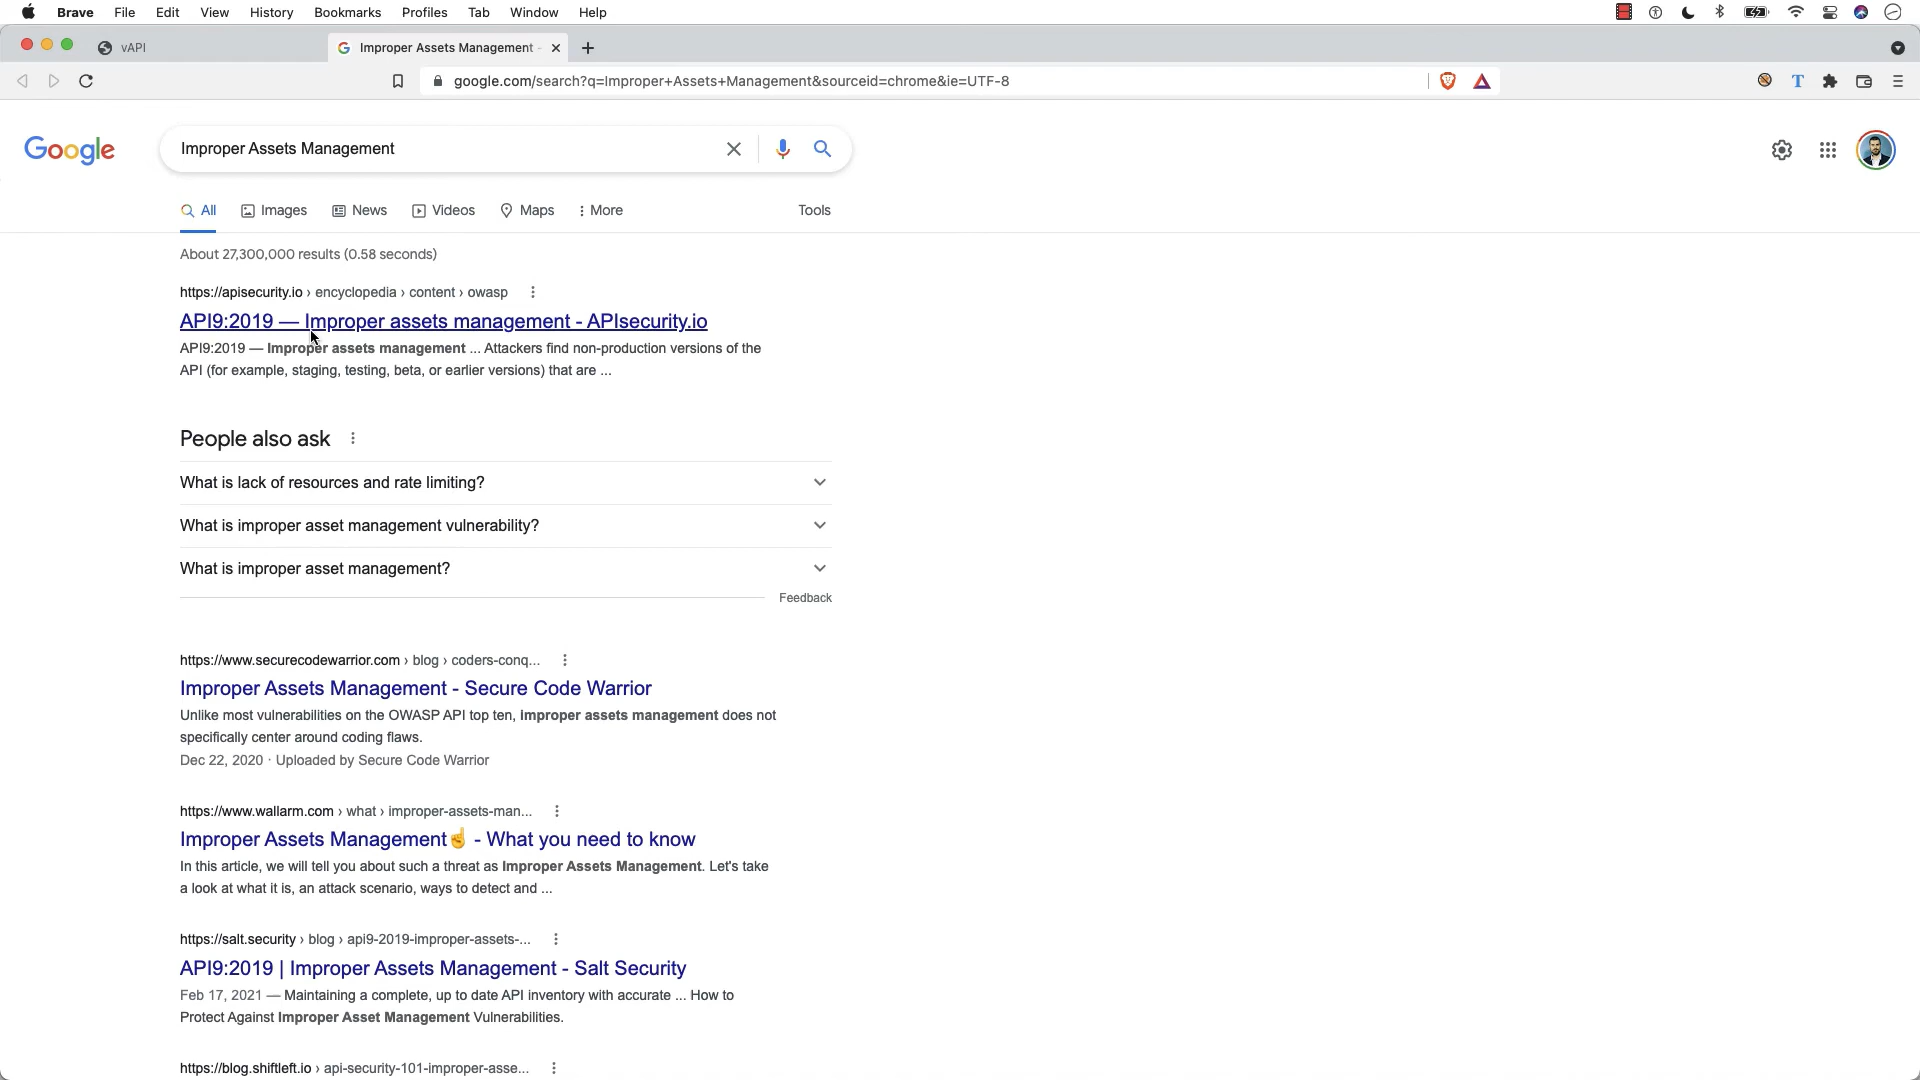 Brave File Edit View History Bookmarks Profiles Tab Window Help
vAPI
Improper Assets Management -
google.com/search?q=Improper+Assets+Management&sourceid=chrome&ie=UTF-8
T
Google
Improper Assets Management
All Images News Videos Maps More Tools
About 27,300,000 results (0.58 seconds)
https://apisecurity.io › encyclopedia › content › owasp
API9:2019 — Improper assets management - APIsecurity.io
API9:2019 — Improper assets management ... Attackers find non-production versions of the
API (for example, staging, testing, beta, or earlier versions) that are ...
People also ask
What is lack of resources and rate limiting?
What is improper asset management vulnerability?
What is improper asset management?
Feedback
https://www.securecodewarrior.com › blog › coders-conq...
Improper Assets Management - Secure Code Warrior
Unlike most vulnerabilities on the OWASP API top ten, improper assets management does not
specifically center around coding flaws.
Dec 22, 2020 · Uploaded by Secure Code Warrior
https://www.wallarm.com › what › improper-assets-man...
Improper Assets Management☝ - What you need to know
In this article, we will tell you about such a threat as Improper Assets Management. Let's take
a look at what it is, an attack scenario, ways to detect and ...
https://salt.security › blog › api9-2019-improper-assets-...
API9:2019 | Improper Assets Management - Salt Security
Feb 17, 2021 — Maintaining a complete, up to date API inventory with accurate ... How to
Protect Against Improper Asset Management Vulnerabilities.
https://blog.shiftleft.io › api-security-101-improper-asse...